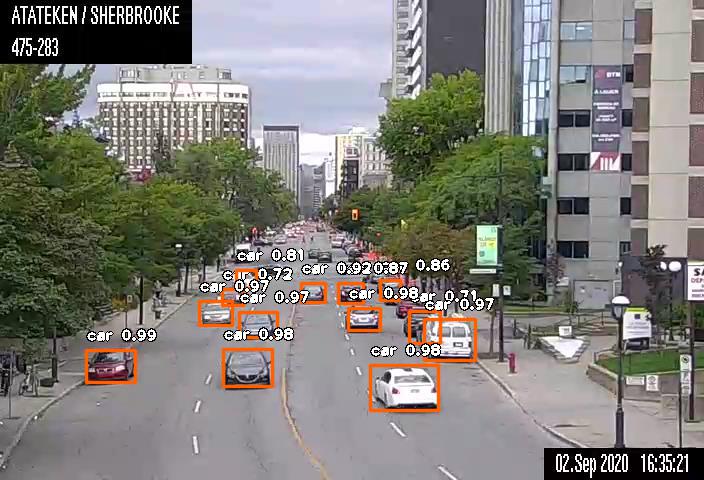 ATATEKEN / SHERBROOKE
475-283
car 0.81
car 0.72
car 0.92
0.87
0.86
car 0.97
car 0.97
car 0.98
car 0.71
car 0.97
car 0.99
car 0.98
car 0.98
À LOUER
02.Sep 2020 16:35:21